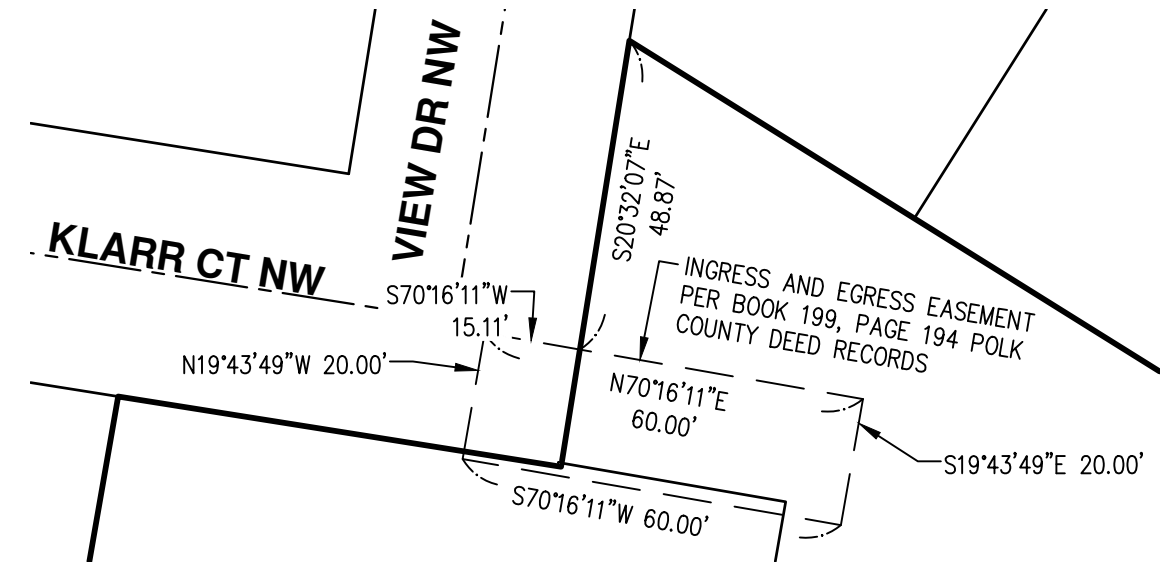 VIEW DR NW
KLARR CT NW
S20°32'07"E
48.87'
S70°16'11"W
15.11'
INGRESS AND EGRESS EASEMENT
PER BOOK 199, PAGE 194 POLK
COUNTY DEED RECORDS
N19°43'49"W 20.00'
N70°16'11"E
60.00'
S19°43'49"E 20.00'
S70°16'11"W 60.00'